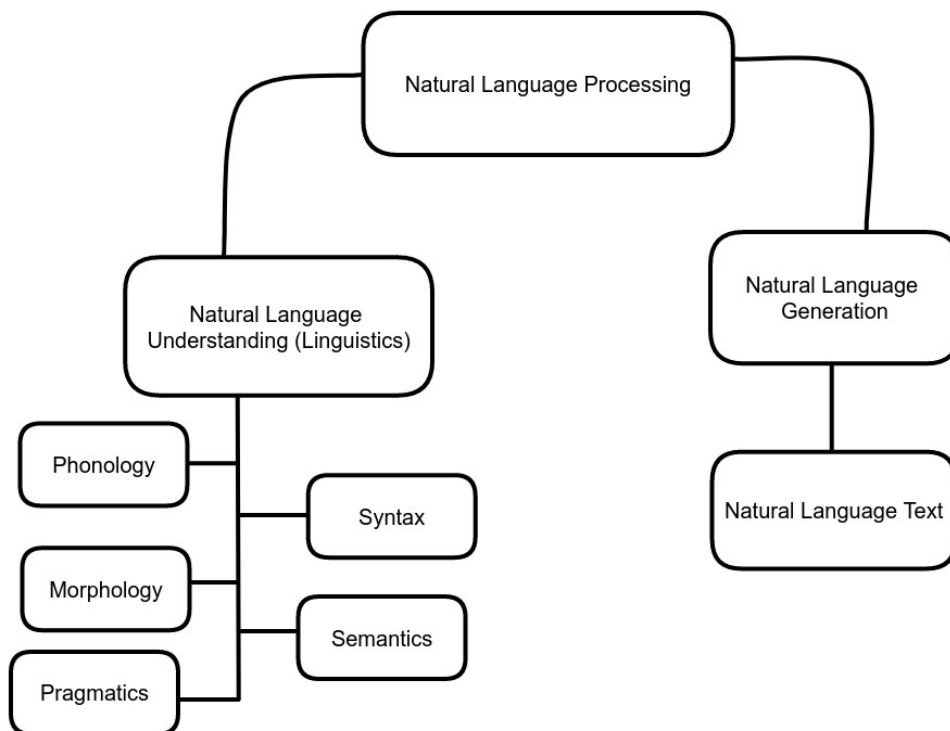 Natural Language Processing
Natural Language
Generation
Natural Language
Understanding (Linguistics)
Phonology
Syntax
Natural Language Text
Morphology
Semantics
Pragmatics